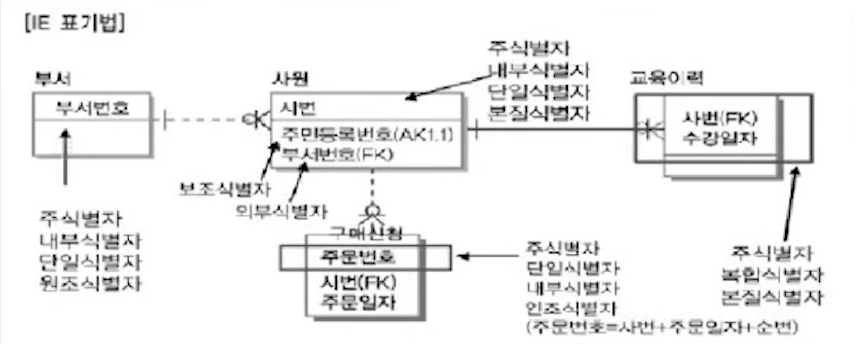 [IE 표기법]
부서
부서번호
주식별자
내부식별자
단일식별자
원조식별자
사원
사번
주민등록번호(AK1.1)
부서번호(FK)
보조식별자
외부식별자
주식별자
내부식별자
단일식별자
본질식별자
교육이력
사번(FK)
수강일자
주식별자
복합식별자
본질식별자
구매신청
주문번호
사번(FK)
주문일자
주식별자
단일식별자
내부식별자
인조식별자
(주문번호=사번+주문일자+순번)